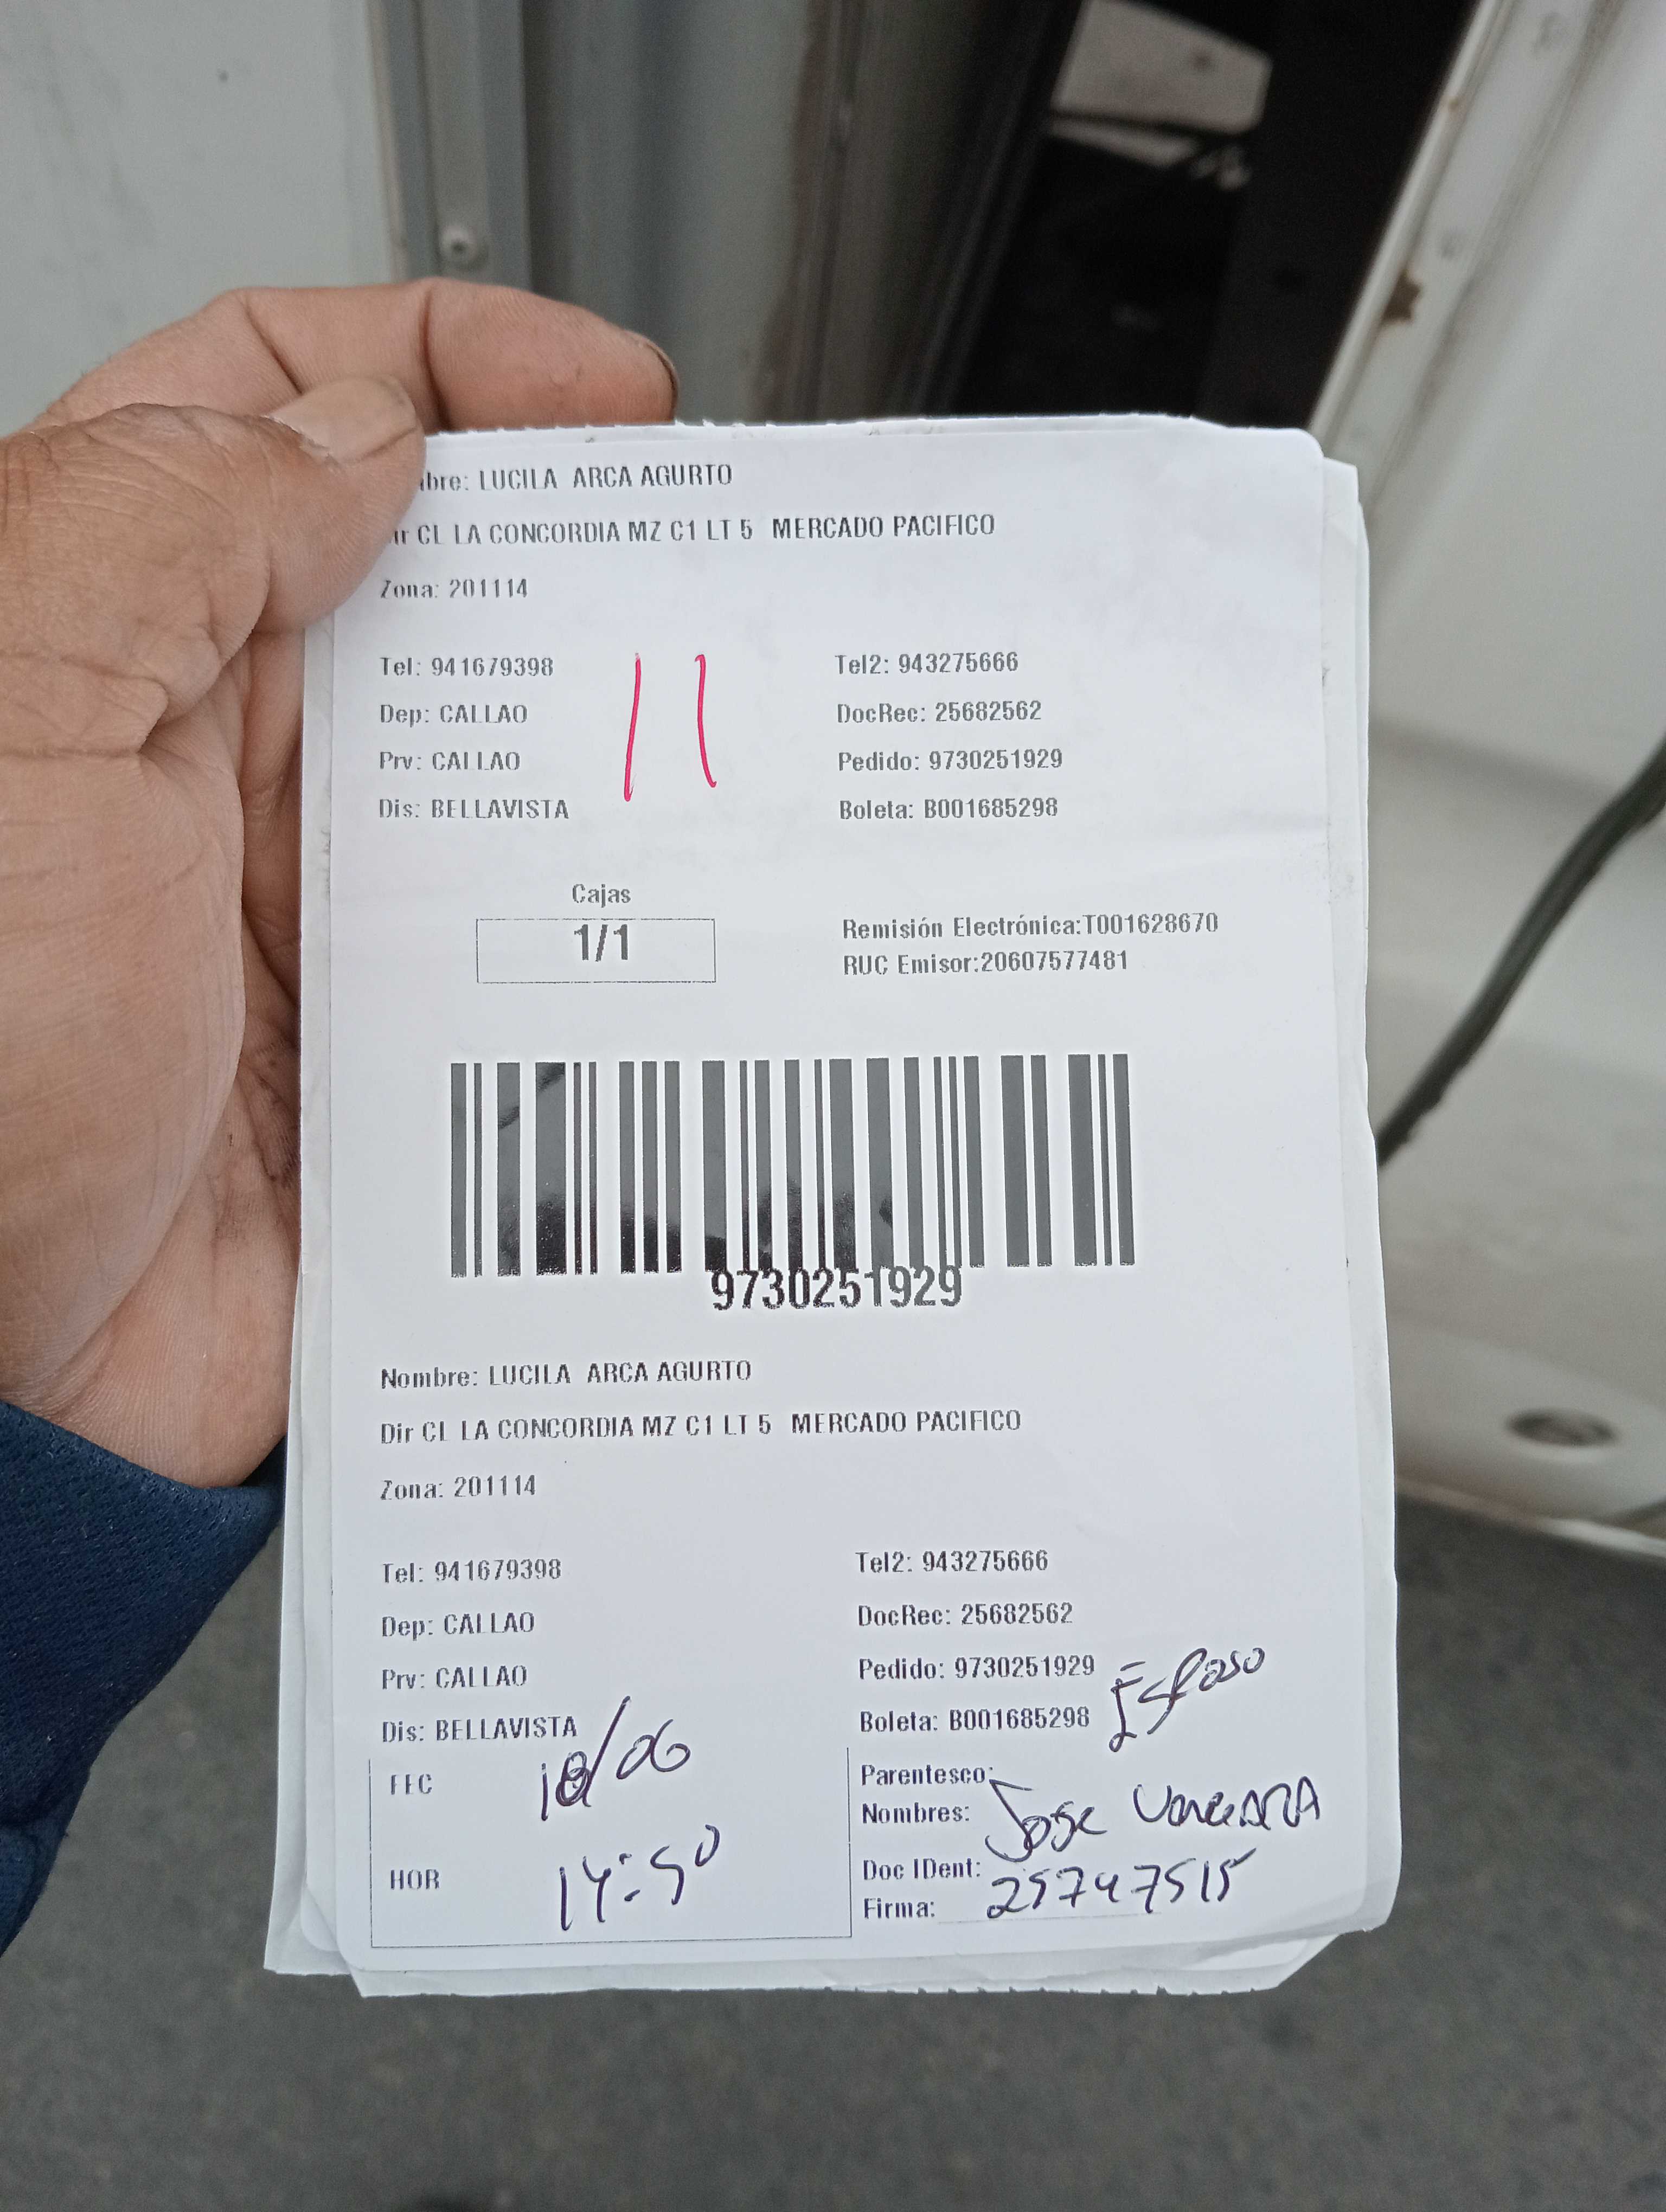 bre: LUCILA ARCA AGURTO
Dir CL LA CONCORDIA MZ C1 LT 5 MERCADO PACIFICO
Zona: 201114
Tel: 941679398
Tel2: 943275666
11
Dep: CALLAO
DocRec: 25682562
Prv: CALLAO
Pedido: 9730251929
Dis: BELLAVISTA
Boleta: B001685298
Cajas
1/1
Remisión Electrónica:T001628670
RUC Emisor:20607577481
9730251929
Nombre: LUCILA ARCA AGURTO
Dir CL LA CONCORDIA MZ C1 LT 5 MERCADO PACIFICO
Zona: 201114
Tel: 941679398
Tel2: 943275666
Dep: CALLAO
DocRec: 25682562
Prv: CALLAO
Pedido: 9730251929
Esposo
Dis: BELLAVISTA
Boleta: B001685298
FEC
/06
Parentesco:
Nombres: Jose
HOR 14:50
Doc IDent: 25747515
Firma: